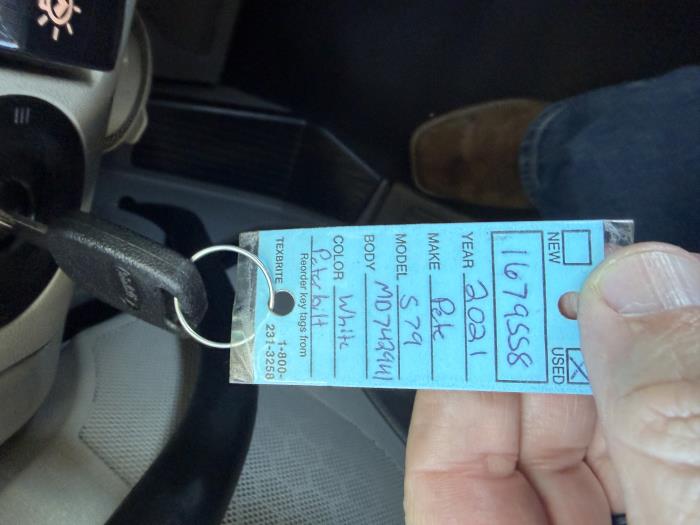 NEW USED
1679558
YEAR 2021
MAKE Pete
MODEL 579
BODY MD742941
COLOR White
Peterbilt
Reorder key tags from
TEXBRITE 1-800-
231-3258